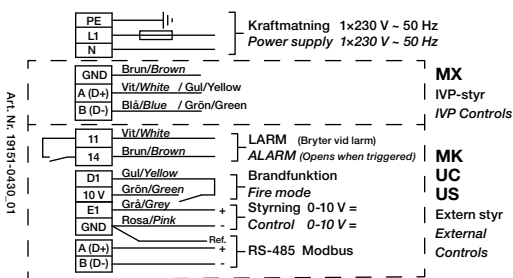 PE
L1
N
Kraftmatning 1×230 V ~ 50 Hz
Power supply 1×230 V ~ 50 Hz
GND Brun/Brown
A (D+) Vit/White / Gul/Yellow
B (D-) Blå/Blue / Grön/Green
MX
IVP-styr
IVP Controls
11 Vit/White
14 Brun/Brown
LARM (Bryter vid larm)
ALARM (Opens when triggered)
D1 Gul/Yellow
10 V Grön/Green
Brandfunktion
Fire mode
E1 Grå/Grey +
GND Rosa/Pink -
Styrning 0-10 V =
Control 0-10 V =
Ref.
A (D+) +
B (D-) -
RS-485 Modbus
MK
UC
US
Extern styr
External
Controls
Art. Nr. 19151-0430_01